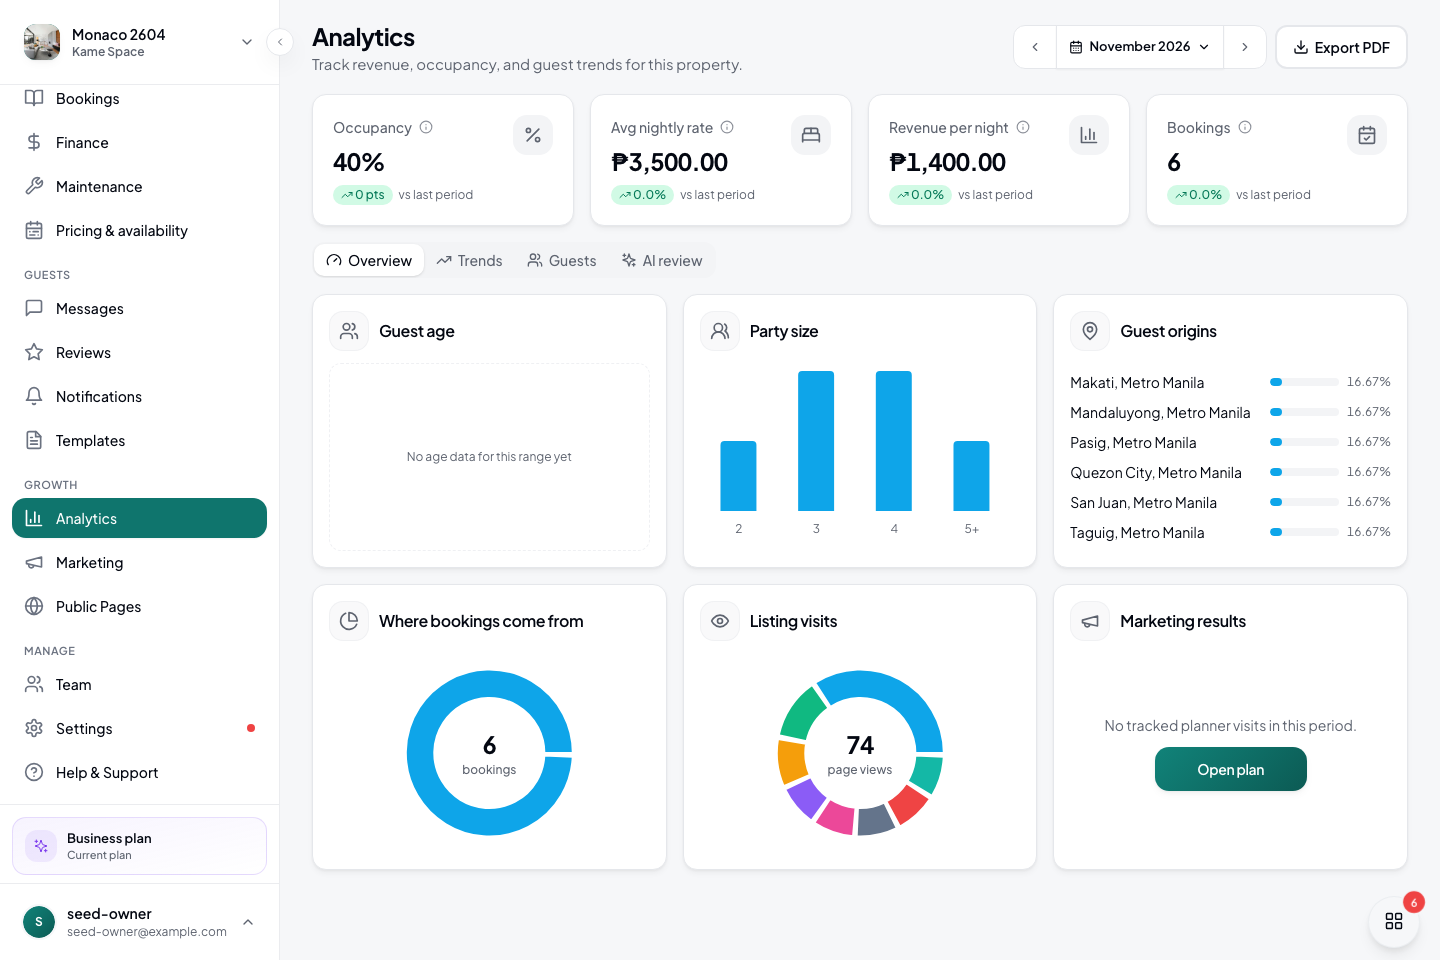 Monaco 2604
Kame Space
Bookings
Finance
Maintenance
Pricing & availability
GUESTS
Messages
Reviews
Notifications
Templates
GROWTH
Analytics
Marketing
Public Pages
MANAGE
Team
Settings
Help & Support
Business plan
Current plan
S
seed-owner
seed-owner@example.com
Analytics
Track revenue, occupancy, and guest trends for this property.
November 2026
Export PDF
Occupancy
40%
0 pts vs last period
Avg nightly rate
₱3,500.00
0.0% vs last period
Revenue per night
₱1,400.00
0.0% vs last period
Bookings
6
0.0% vs last period
Overview
Trends
Guests
AI review
Guest age
No age data for this range yet
Party size
2 3 4 5+
Guest origins
Makati, Metro Manila 16.67%
Mandaluyong, Metro Manila 16.67%
Pasig, Metro Manila 16.67%
Quezon City, Metro Manila 16.67%
San Juan, Metro Manila 16.67%
Taguig, Metro Manila 16.67%
Where bookings come from
6
bookings
Listing visits
74
page views
Marketing results
No tracked planner visits in this period.
Open plan
6